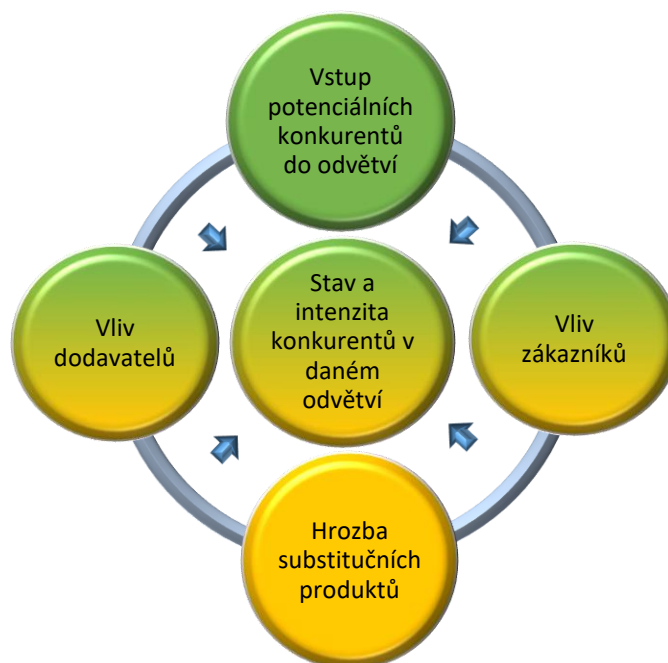 Vstup
potenciálních
konkurentů
do odvětví
Vliv
dodavatelů
Stav a
intenzita
konkurentů v
daném
odvětví
Vliv
zákazníků
Hrozba
substitučních
produktů